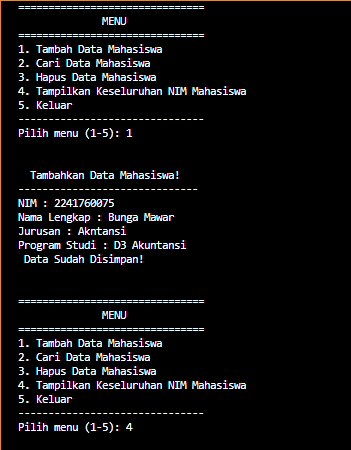 ===============================
MENU
===============================
1. Tambah Data Mahasiswa
2. Cari Data Mahasiswa
3. Hapus Data Mahasiswa
4. Tampilkan Keseluruhan NIM Mahasiswa
5. Keluar
-------------------------------
Pilih menu (1-5): 1
Tambahkan Data Mahasiswa!
------------------------------
NIM : 2241760075
Nama Lengkap : Bunga Mawar
Jurusan : Akntansi
Program Studi : D3 Akuntansi
Data Sudah Disimpan!
===============================
MENU
===============================
1. Tambah Data Mahasiswa
2. Cari Data Mahasiswa
3. Hapus Data Mahasiswa
4. Tampilkan Keseluruhan NIM Mahasiswa
5. Keluar
-------------------------------
Pilih menu (1-5): 4